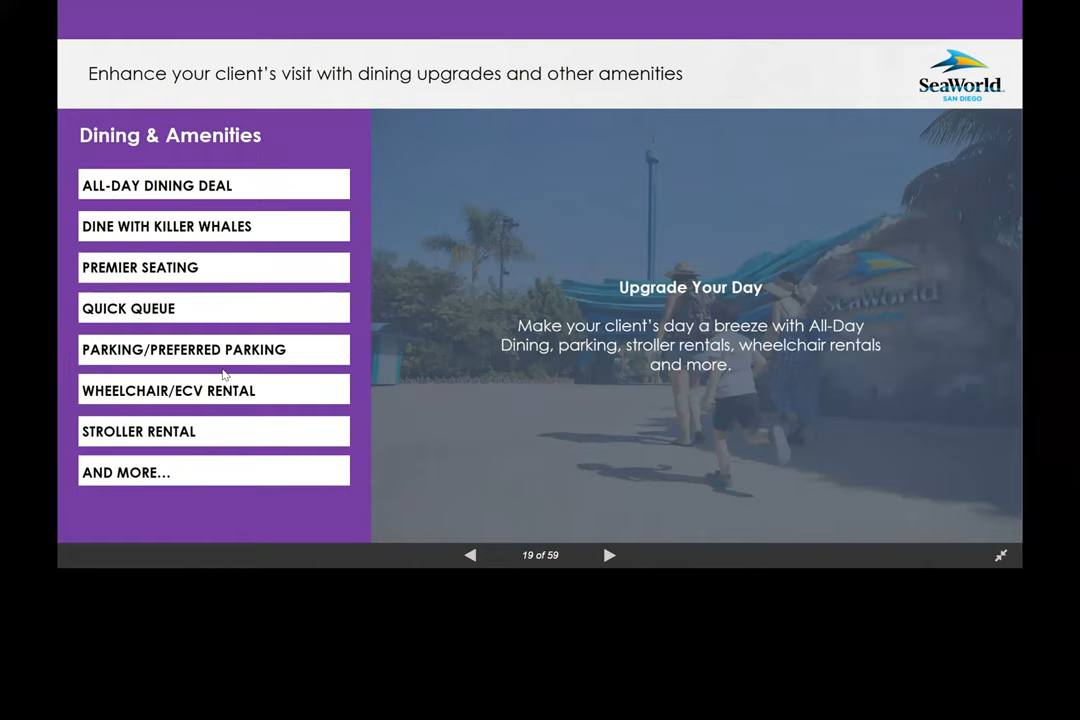 Enhance your client's visit with dining upgrades and other amenities
SeaWorld
SAN DIEGO
Dining & Amenities
ALL-DAY DINING DEAL
DINE WITH KILLER WHALES
PREMIER SEATING
QUICK QUEUE
PARKING/PREFERRED PARKING
WHEELCHAIR/ECV RENTAL
STROLLER RENTAL
AND MORE...
SeaWorld
Upgrade Your Day
Make your client's day a breeze with All-Day
Dining, parking, stroller rentals, wheelchair rentals
and more.
19 of 59